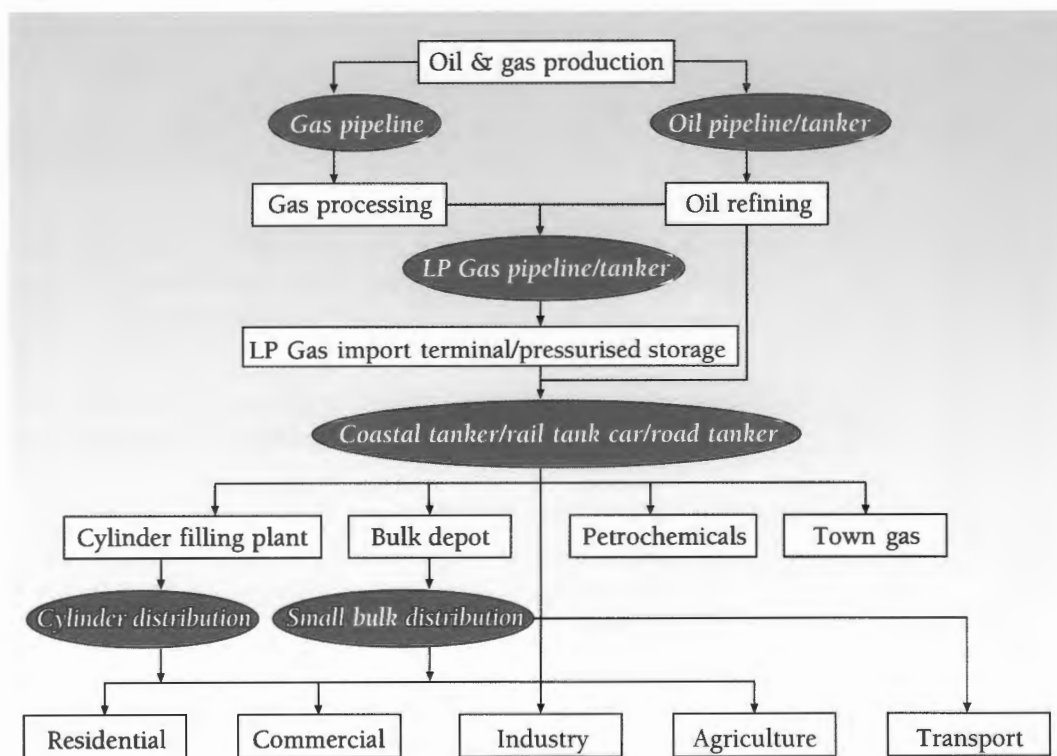 Oil & gas production
Gas pipeline
Oil pipeline/tanker
Gas processing
Oil refining
LP Gas pipeline/tanker
LP Gas import terminal/pressurised storage
Coastal tanker/rail tank car/road tanker
Cylinder filling plant
Bulk depot
Petrochemicals
Town gas
Cylinder distribution
Small bulk distribution
Residential
Commercial
Industry
Agriculture
Transport